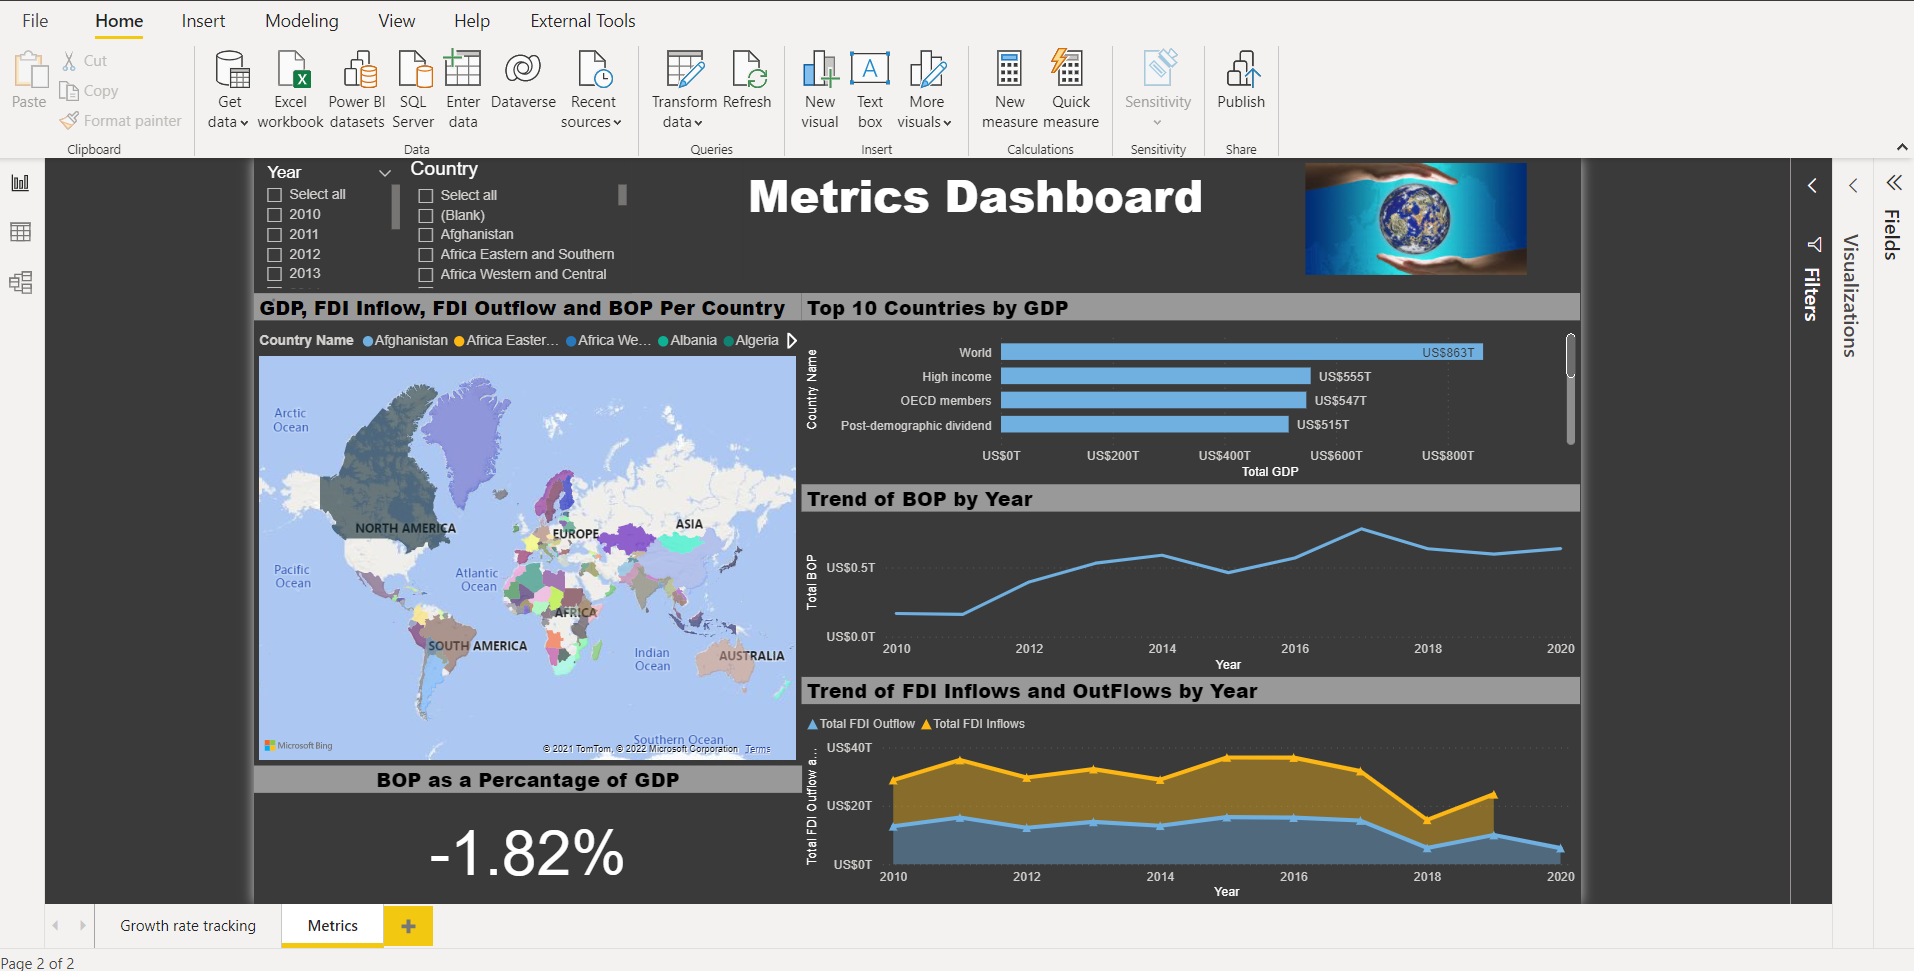 File Home Insert Modeling View Help External Tools
Paste
Cut
Copy
Format painter
Clipboard
Get data
Excel workbook
Power BI datasets
SQL Server
Enter data
Dataverse
Recent sources
Data
Transform data
Refresh
Queries
New visual
Text box
More visuals
Insert
New measure
Quick measure
Calculations
Sensitivity
Sensitivity
Publish
Share
Year
Select all
2010
2011
2012
2013
Country
Select all
(Blank)
Afghanistan
Africa Eastern and Southern
Africa Western and Central
Metrics Dashboard
Filters
Visualizations
Fields
GDP, FDI Inflow, FDI Outflow and BOP Per Country
Country Name Afghanistan Africa Easter... Africa We... Albania Algeria
Arctic
Ocean
NORTH AMERICA
EUROPE
ASIA
Pacific
Ocean
Atlantic
Ocean
AFRICA
SOUTH AMERICA
Indian
Ocean
AUSTRALIA
Southern Ocean
Microsoft Bing
© 2021 TomTom, © 2022 Microsoft Corporation Terms
BOP as a Percantage of GDP
-1.82%
Top 10 Countries by GDP
Country Name
World US$863T
High income US$555T
OECD members US$547T
Post-demographic dividend US$515T
US$0T US$200T US$400T US$600T US$800T
Total GDP
Trend of BOP by Year
Total BOP
US$0.5T
US$0.0T
2010 2012 2014 2016 2018 2020
Year
Trend of FDI Inflows and OutFlows by Year
Total FDI Outflow Total FDI Inflows
Total FDI Outflow a...
US$40T
US$20T
US$0T
2010 2012 2014 2016 2018 2020
Year
Growth rate tracking Metrics
Page 2 of 2